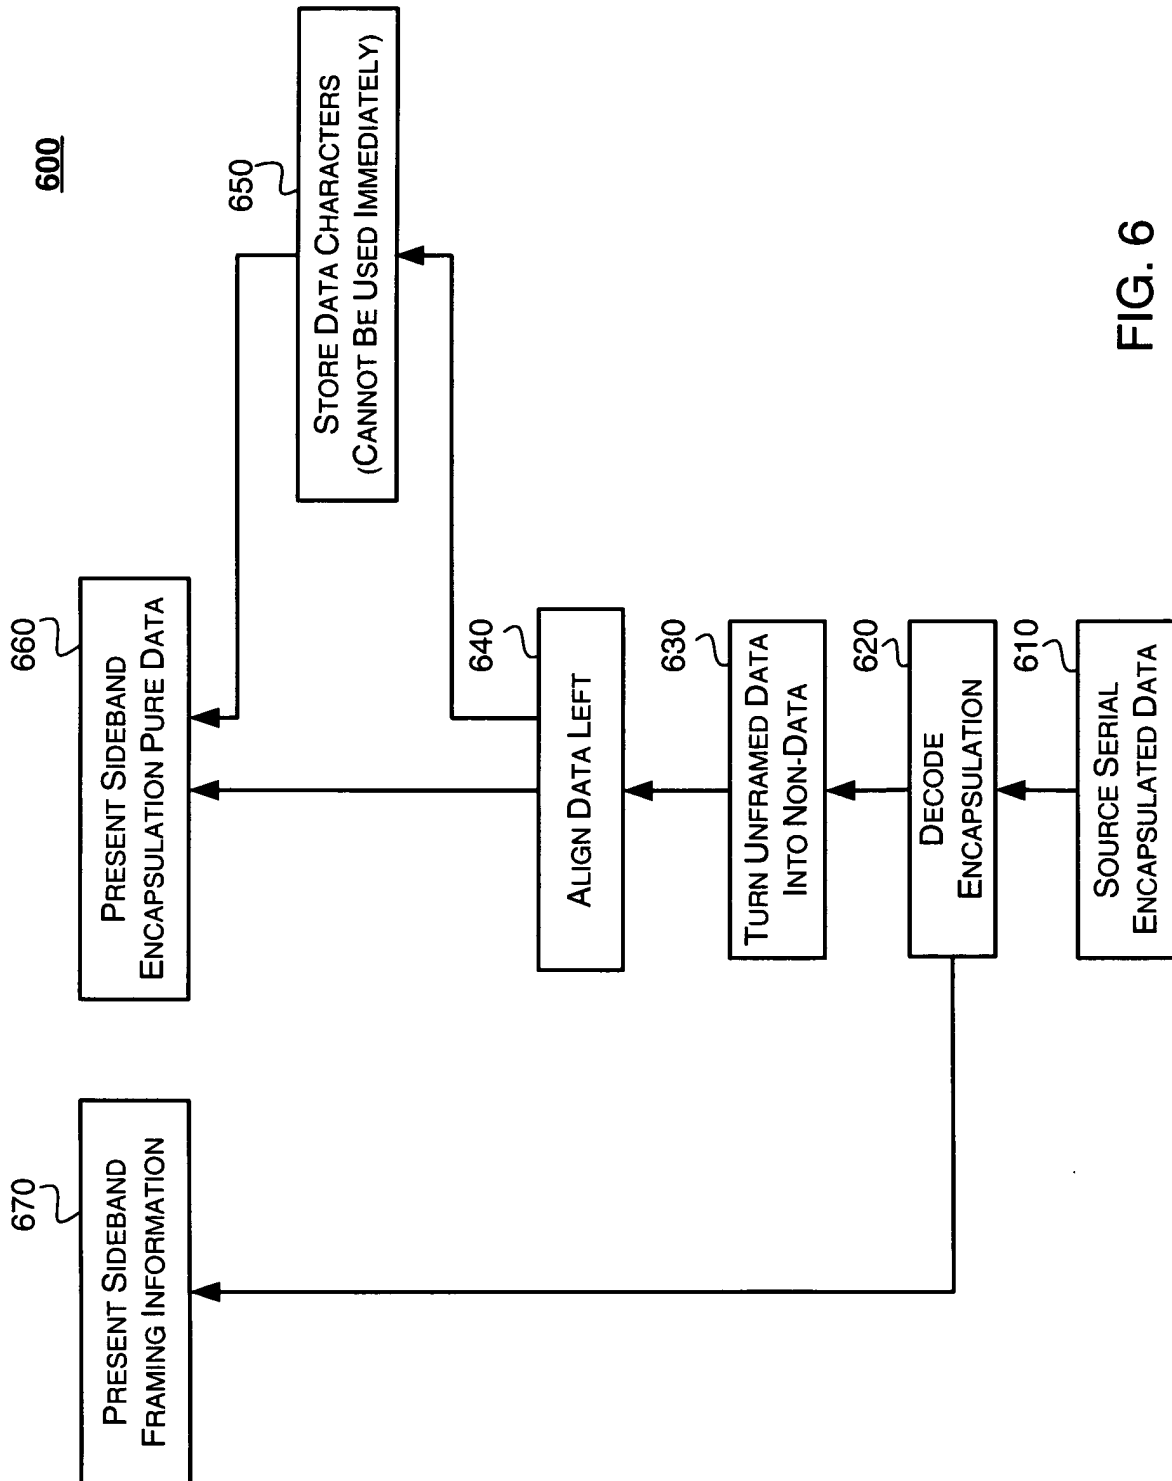 600
670
PRESENT SIDEBAND
FRAMING INFORMATION
660
PRESENT SIDEBAND
ENCAPSULATION PURE DATA
650
STORE DATA CHARACTERS
(CANNOT BE USED IMMEDIATELY)
640
ALIGN DATA LEFT
630
TURN UNFRAMED DATA
INTO NON-DATA
620
DECODE
ENCAPSULATION
610
SOURCE SERIAL
ENCAPSULATED DATA
FIG. 6